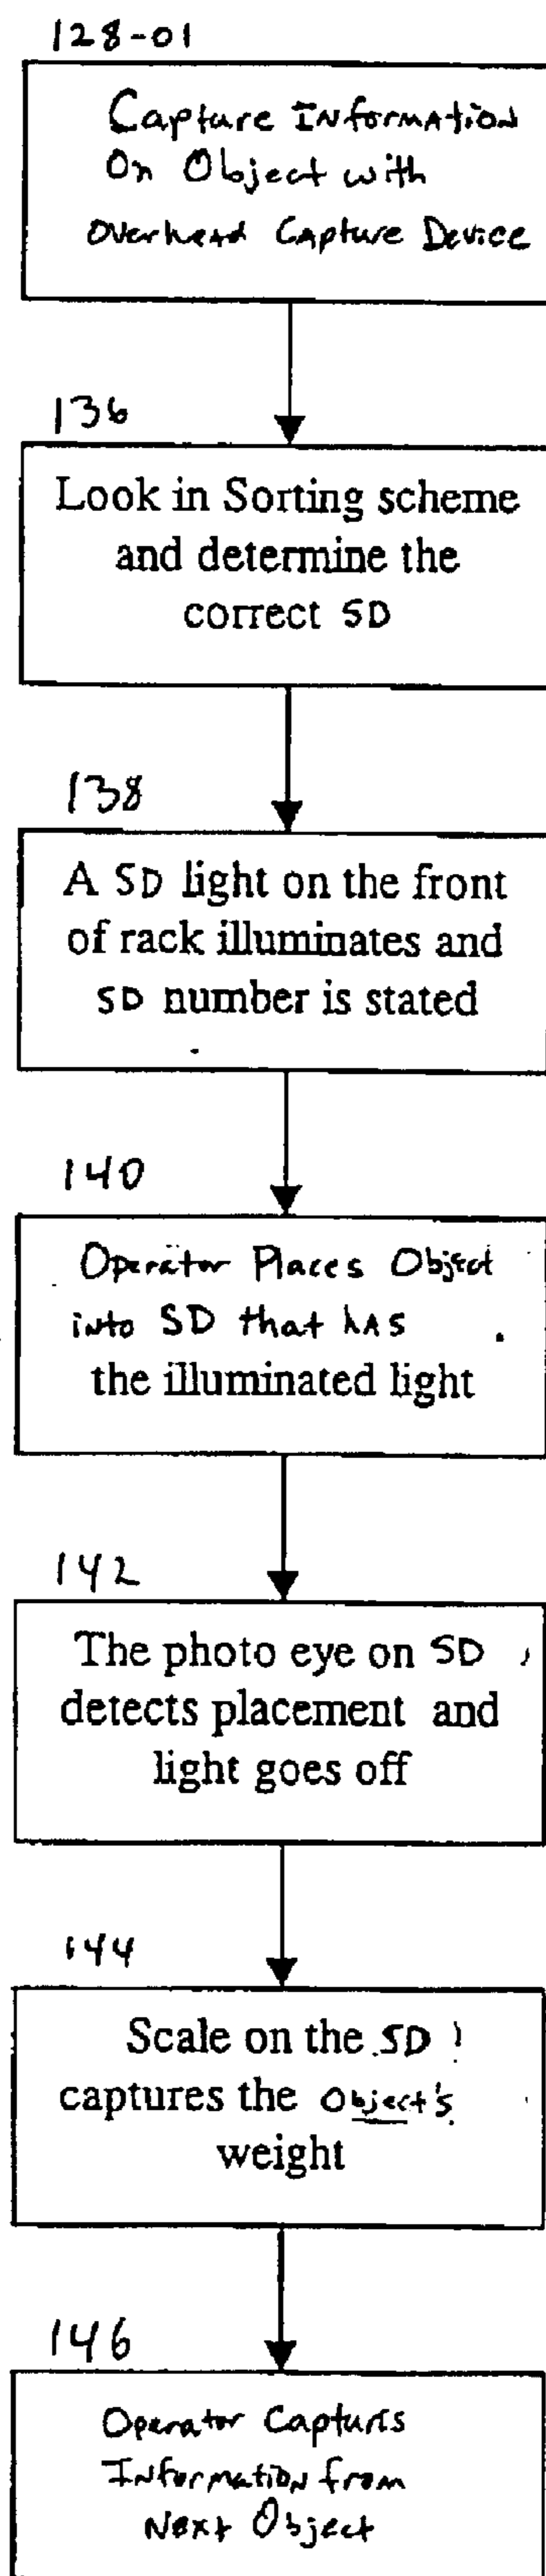 128-01
Capture Information
On Object with
Overhead Capture Device
136
Look in Sorting scheme
and determine the
correct SD
138
A SD light on the front
of rack illuminates and
SD number is stated
140
Operator Places Object
into SD that has
the illuminated light
142
The photo eye on SD
detects placement and
light goes off
144
Scale on the SD
captures the Object's
weight
146
Operator Captures
Information from
Next Object